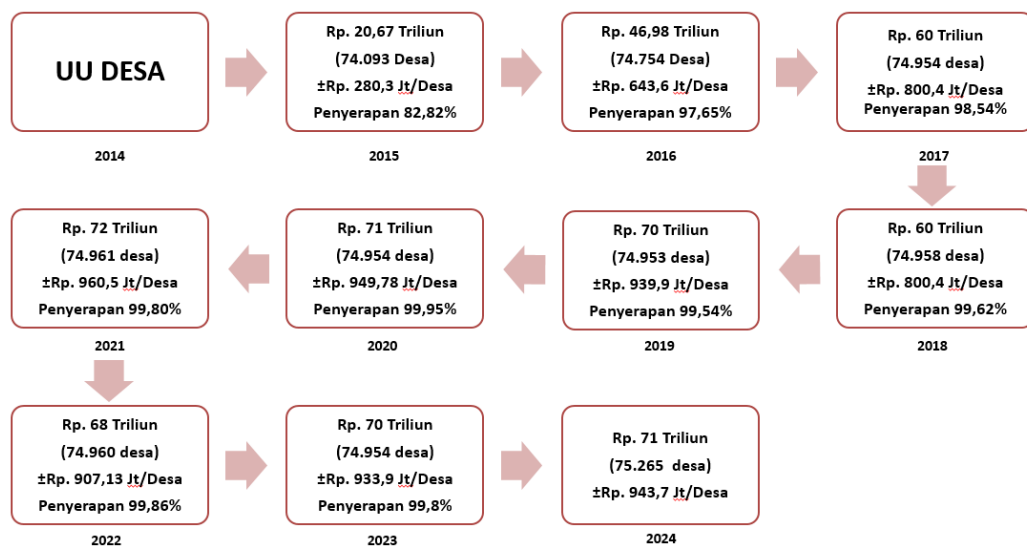 UU DESA
2014
Rp. 20,67 Triliun
(74.093 Desa)
±Rp. 280,3 Jt/Desa
Penyerapan 82,82%
2015
Rp. 46,98 Triliun
(74.754 desa)
±Rp. 643,6 Jt/Desa
Penyerapan 97,65%
2016
Rp. 60 Triliun
(74.954 desa)
±Rp. 800,4 Jt/Desa
Penyerapan 98,54%
2017
Rp. 60 Triliun
(74.958 desa)
±Rp. 800,4 Jt/Desa
Penyerapan 99,62%
2018
Rp. 70 Triliun
(74.953 desa)
±Rp. 939,9 Jt/Desa
Penyerapan 99,54%
2019
Rp. 71 Triliun
(74.954 desa)
±Rp. 949,78 Jt/Desa
Penyerapan 99,95%
2020
Rp. 72 Triliun
(74.961 desa)
±Rp. 960,5 Jt/Desa
Penyerapan 99,80%
2021
Rp. 68 Triliun
(74.960 desa)
±Rp. 907,13 Jt/Desa
Penyerapan 99,86%
2022
Rp. 70 Triliun
(74.954 desa)
±Rp. 933,9 Jt/Desa
Penyerapan 99,8%
2023
Rp. 71 Triliun
(75.265 desa)
±Rp. 943,7 Jt/Desa
2024